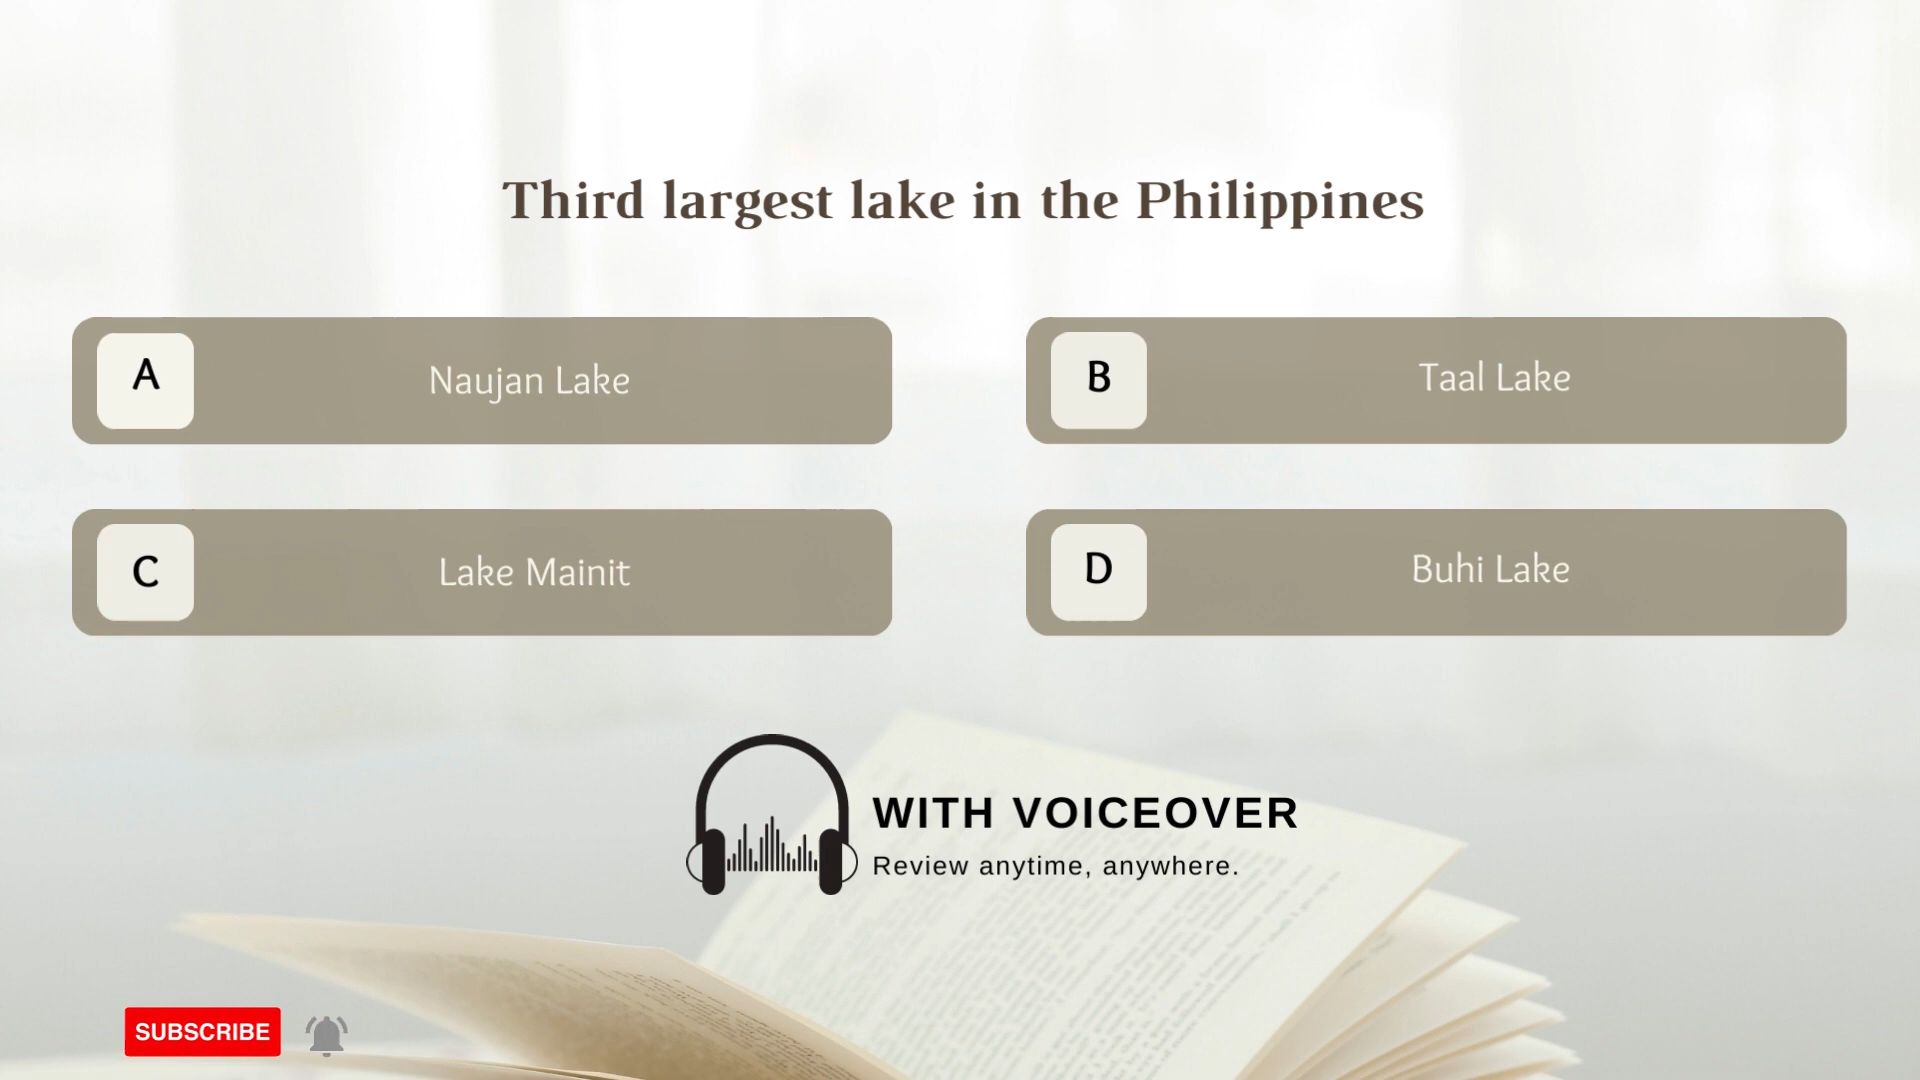 Third largest lake in the Philippines
A
Naujan Lake
B
Taal Lake
C
Lake Mainit
D
Buhi Lake
WITH VOICEOVER
Review anytime, anywhere.
SUBSCRIBE